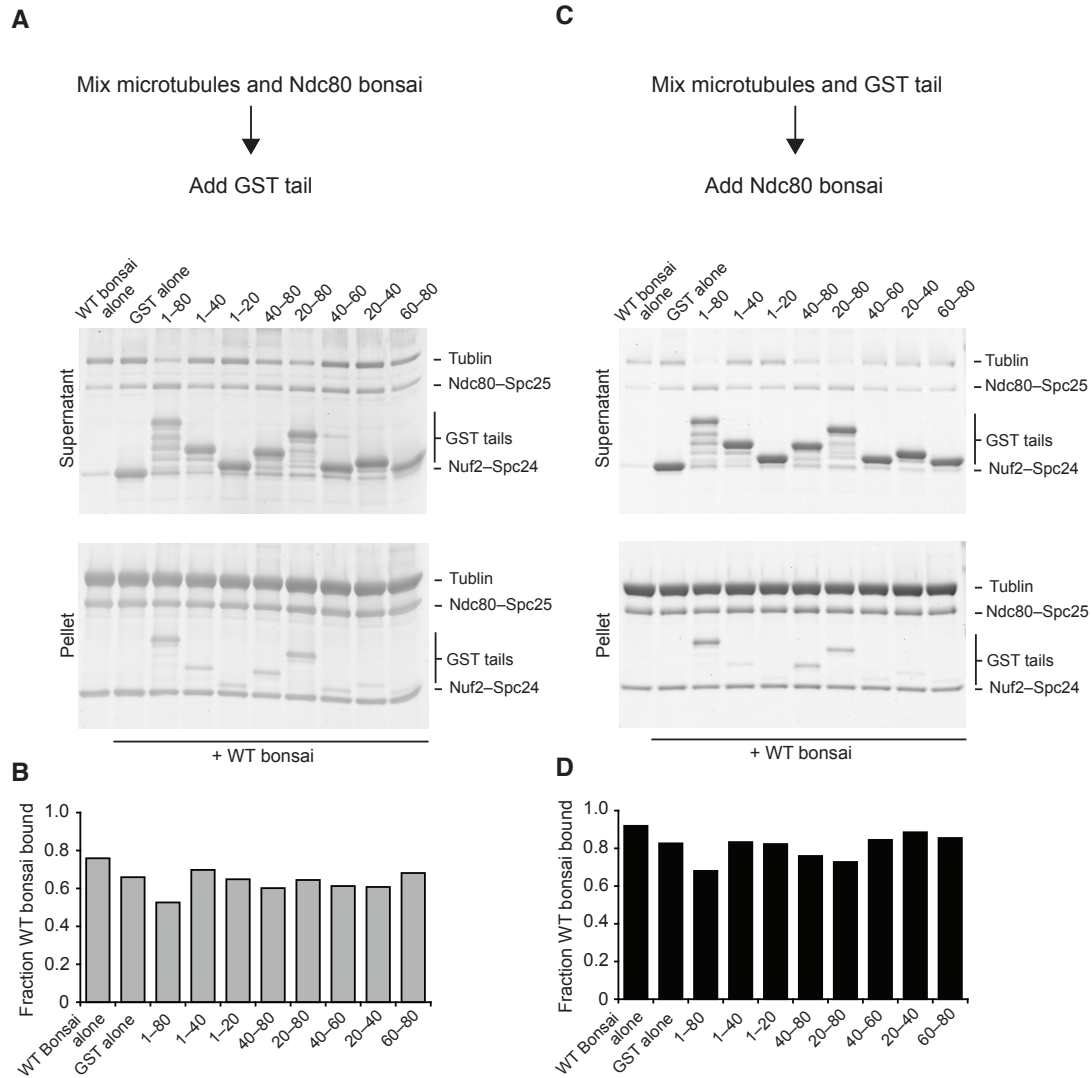 A
Mix microtubules and Ndc80 bonsai
Add GST tail
WT bonsai
alone
GST alone
1–80
1–40
1–20
40–80
20–80
40–60
20–40
60–80
Supernatant
Tublin
Ndc80–Spc25
GST tails
Nuf2–Spc24
Pellet
Tublin
Ndc80–Spc25
GST tails
Nuf2–Spc24
+ WT bonsai
B
Fraction WT bonsai bound
1.0
0.8
0.6
0.4
0.2
0
WT Bonsai
alone
GST alone
1–80
1–40
1–20
40–80
20–80
40–60
20–40
60–80
C
Mix microtubules and GST tail
Add Ndc80 bonsai
WT bonsai
alone
GST alone
1–80
1–40
1–20
40–80
20–80
40–60
20–40
60–80
Supernatant
Tublin
Ndc80–Spc25
GST tails
Nuf2–Spc24
Pellet
Tublin
Ndc80–Spc25
GST tails
Nuf2–Spc24
+ WT bonsai
D
Fraction WT bonsai bound
1.0
0.8
0.6
0.4
0.2
0
WT Bonsai
alone
GST alone
1–80
1–40
1–20
40–80
20–80
40–60
20–40
60–80